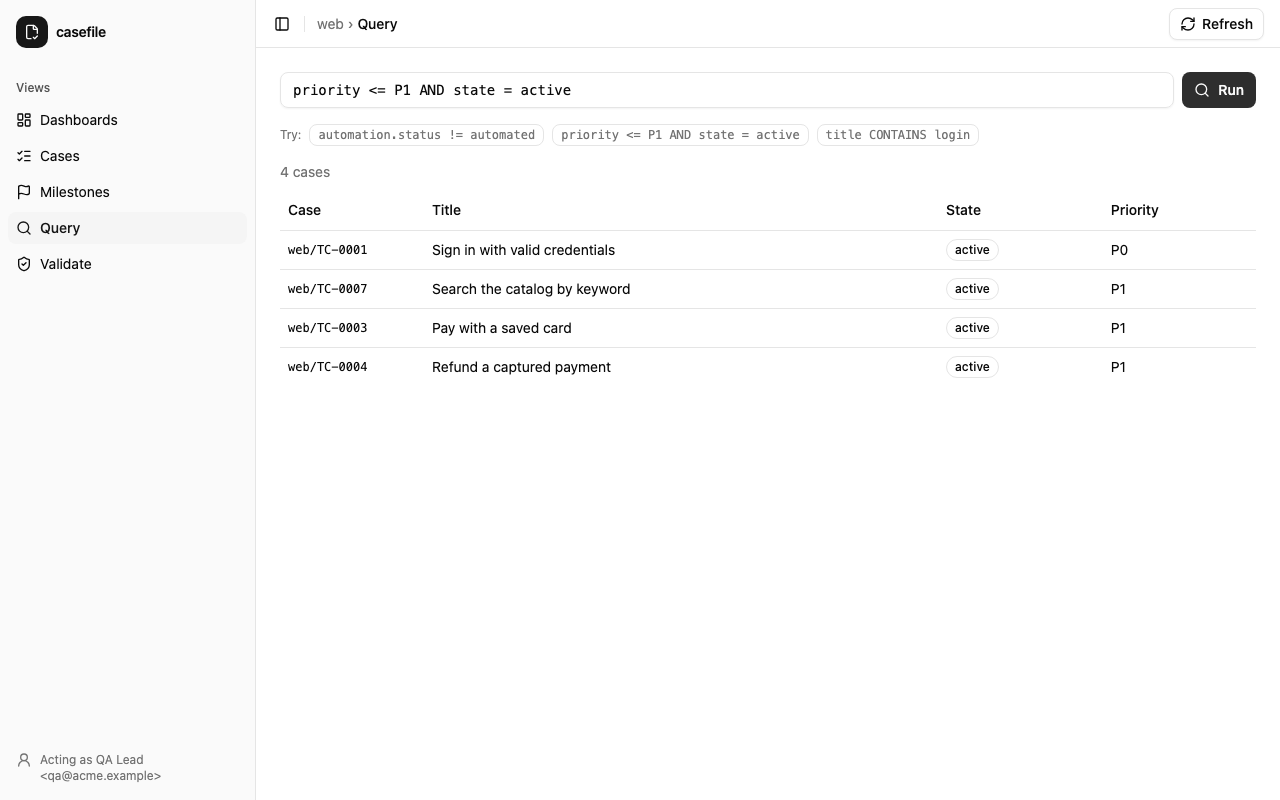 casefile
Views
Dashboards
Cases
Milestones
Query
Validate
Acting as QA Lead
<qa@acme.example>
web › Query
Refresh
priority <= P1 AND state = active
Run
Try: automation.status != automated priority <= P1 AND state = active title CONTAINS login
4 cases
Case Title State Priority
web/TC-0001 Sign in with valid credentials active P0
web/TC-0007 Search the catalog by keyword active P1
web/TC-0003 Pay with a saved card active P1
web/TC-0004 Refund a captured payment active P1